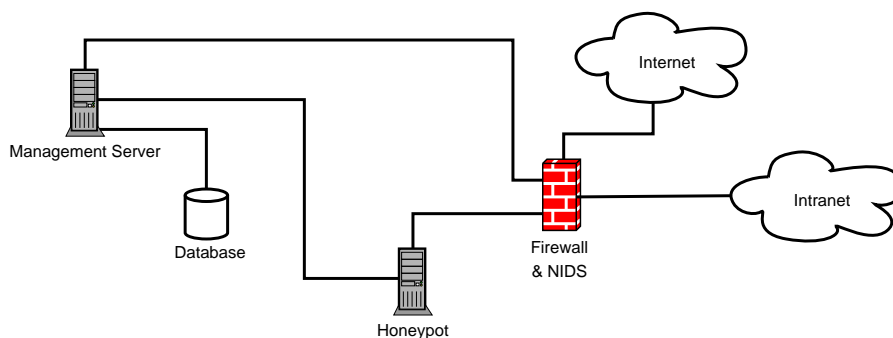 Internet
Management Server
Intranet
Database
Firewall
& NIDS
Honeypot